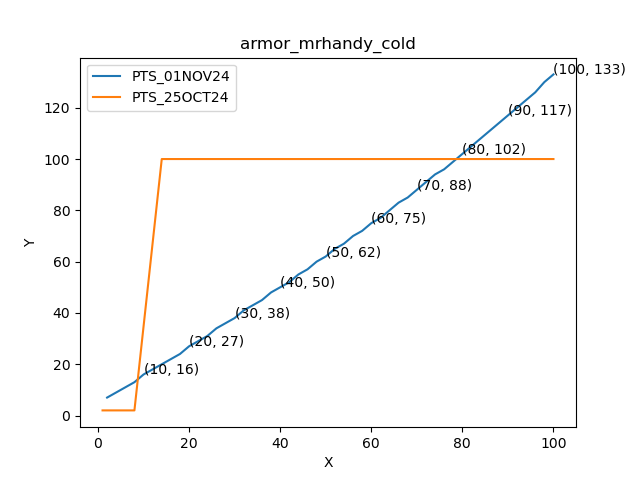 armor_mrhandy_cold
PTS_01NOV24
PTS_25OCT24
(100, 133)
(90, 117)
(80, 102)
(70, 88)
(60, 75)
(50, 62)
(40, 50)
(30, 38)
(20, 27)
(10, 16)
120
100
80
60
40
20
0
Y
0 20 40 60 80 100
X